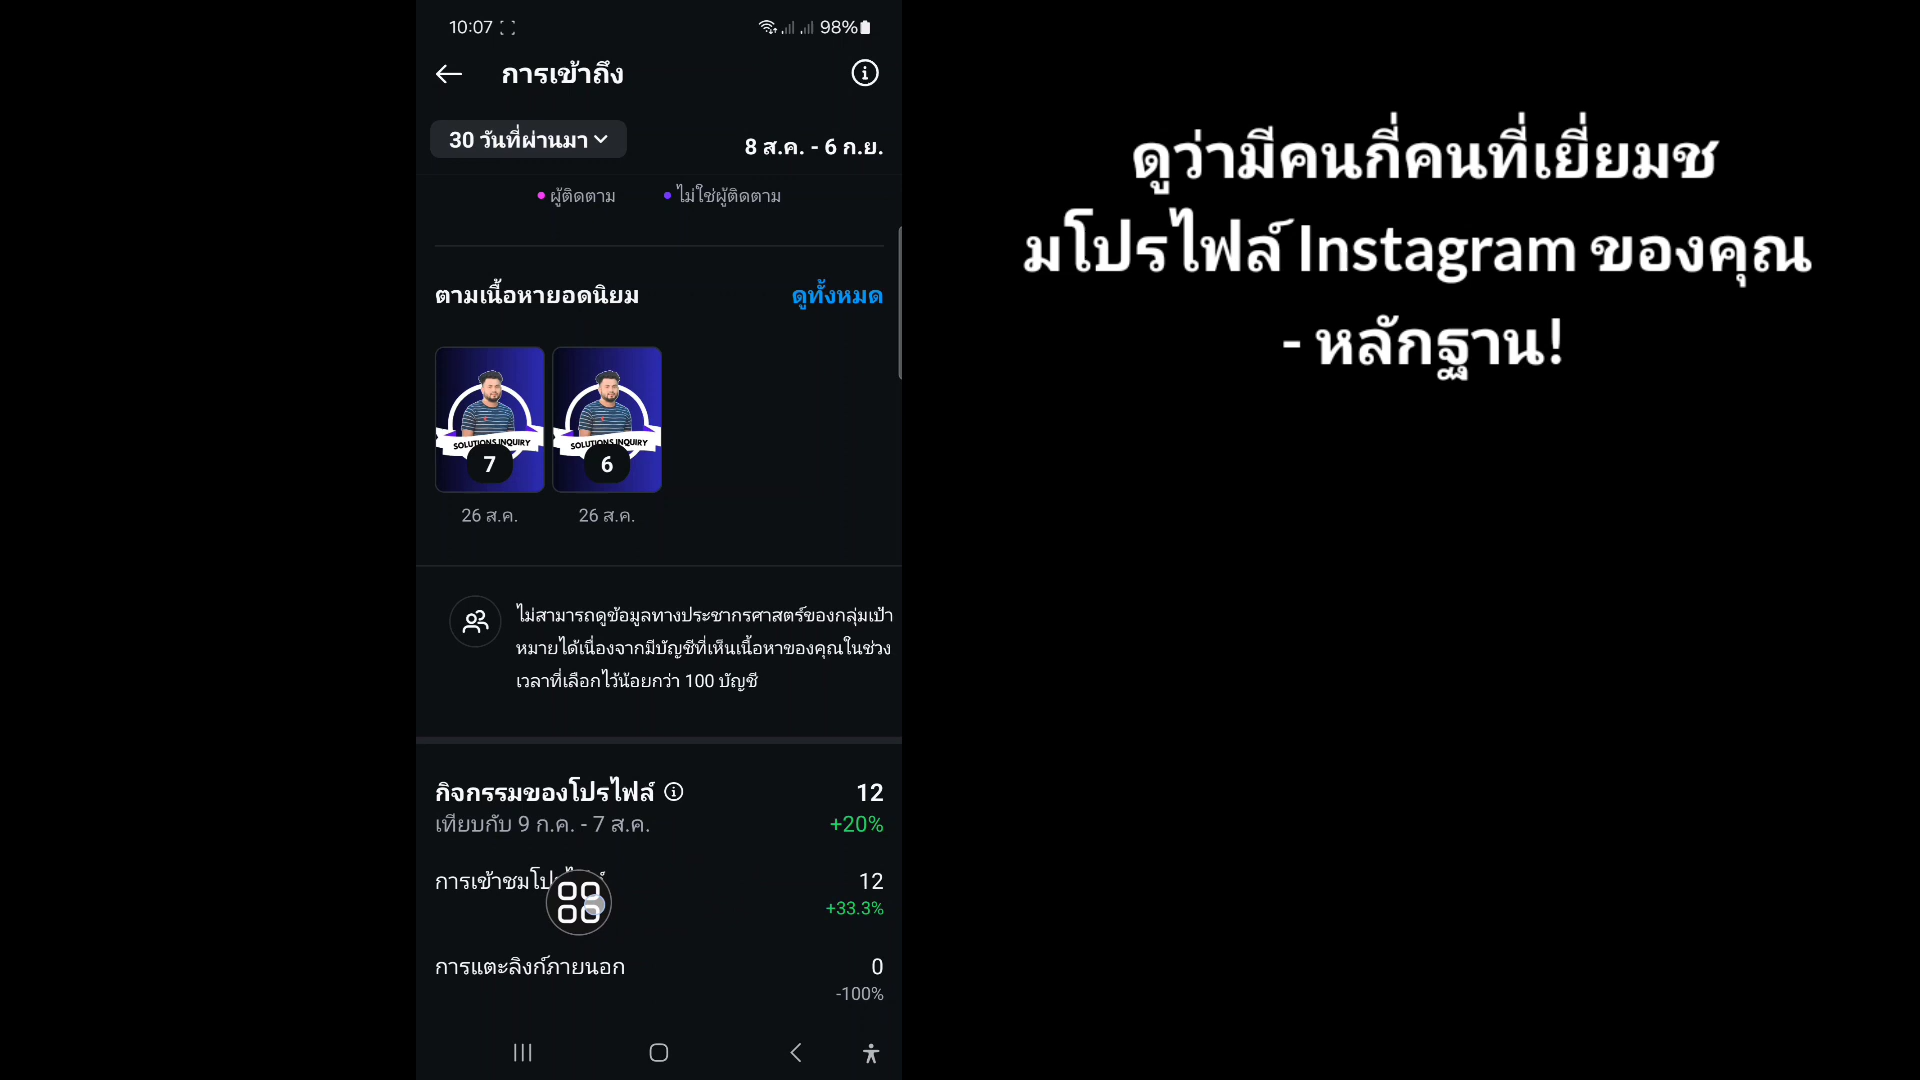 10:07
98%
การเข้าถึง
30 วันที่ผ่านมา
8 ส.ค. - 6 ก.ย.
ผู้ติดตาม
ไม่ใช่ผู้ติดตาม
ตามเนื้อหายอดนิยม
ดูทั้งหมด
SOLUTIONS INQUIRY
7
SOLUTIONS INQUIRY
6
26 ส.ค.
26 ส.ค.
ไม่สามารถดูข้อมูลทางประชากรศาสตร์ของกลุ่มเป้า
หมายได้เนื่องจากมีบัญชีที่เห็นเนื้อหาของคุณในช่วง
เวลาที่เลือกไว้น้อยกว่า 100 บัญชี
กิจกรรมของโปรไฟล์
12
เทียบกับ 9 ก.ค. - 7 ส.ค.
+20%
12
+33.3%
การแตะลิงก์ภายนอก
0
-100%
ดูว่ามีคนกี่คนที่เยี่ยมช
มโปรไฟล์ Instagram ของคุณ
- หลักฐาน!